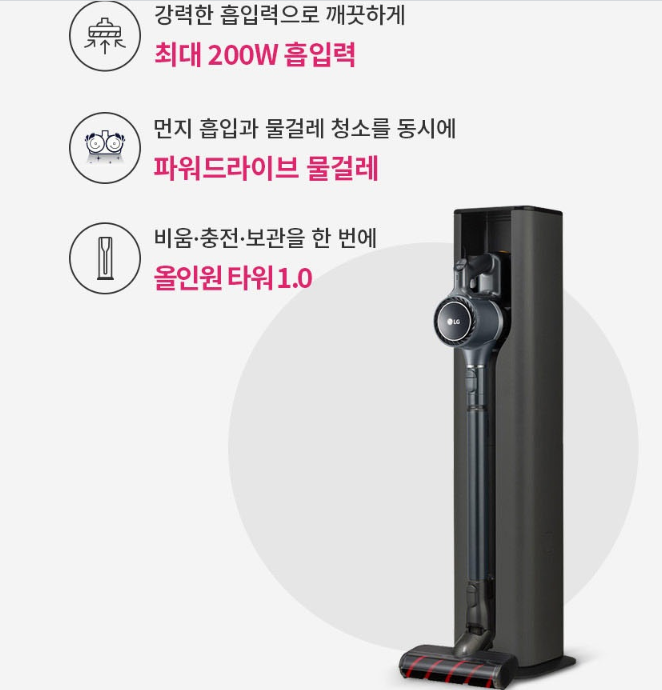 강력한 흡입력으로 깨끗하게
최대 200W 흡입력
먼지 흡입과 물걸레 청소를 동시에
파워드라이브 물걸레
비움·충전·보관을 한 번에
올인원 타워 1.0
LG